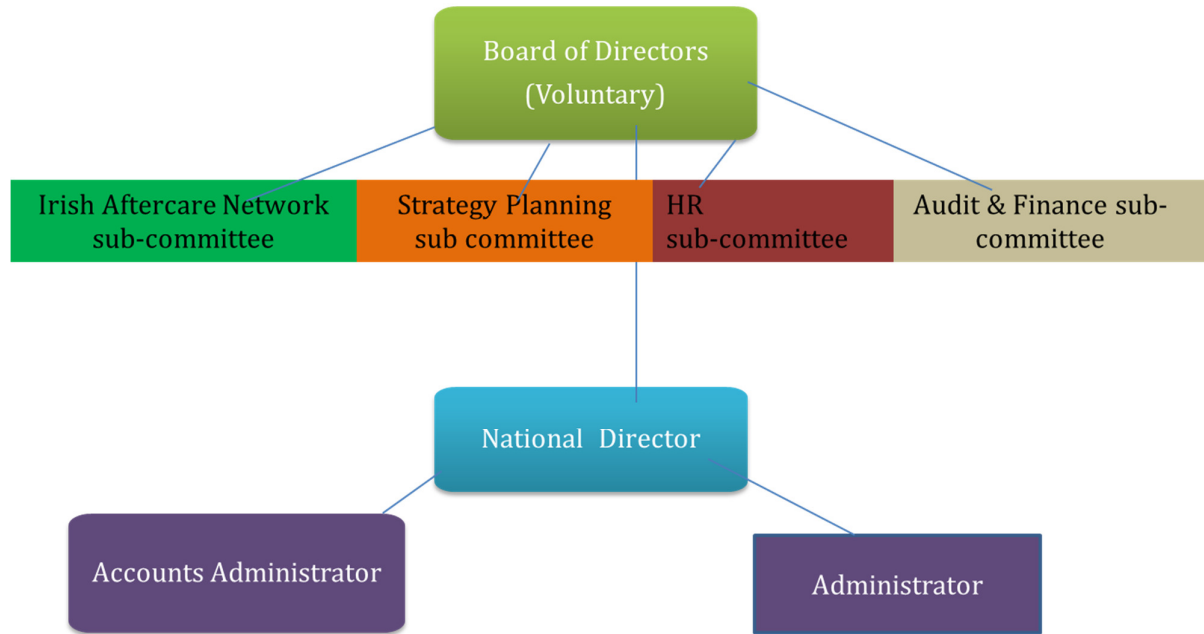 Board of Directors
(Voluntary)
Irish Aftercare Network
sub-committee
Strategy Planning
sub committee
HR
sub-committee
Audit & Finance sub-
committee
National  Director
Accounts Administrator
Administrator